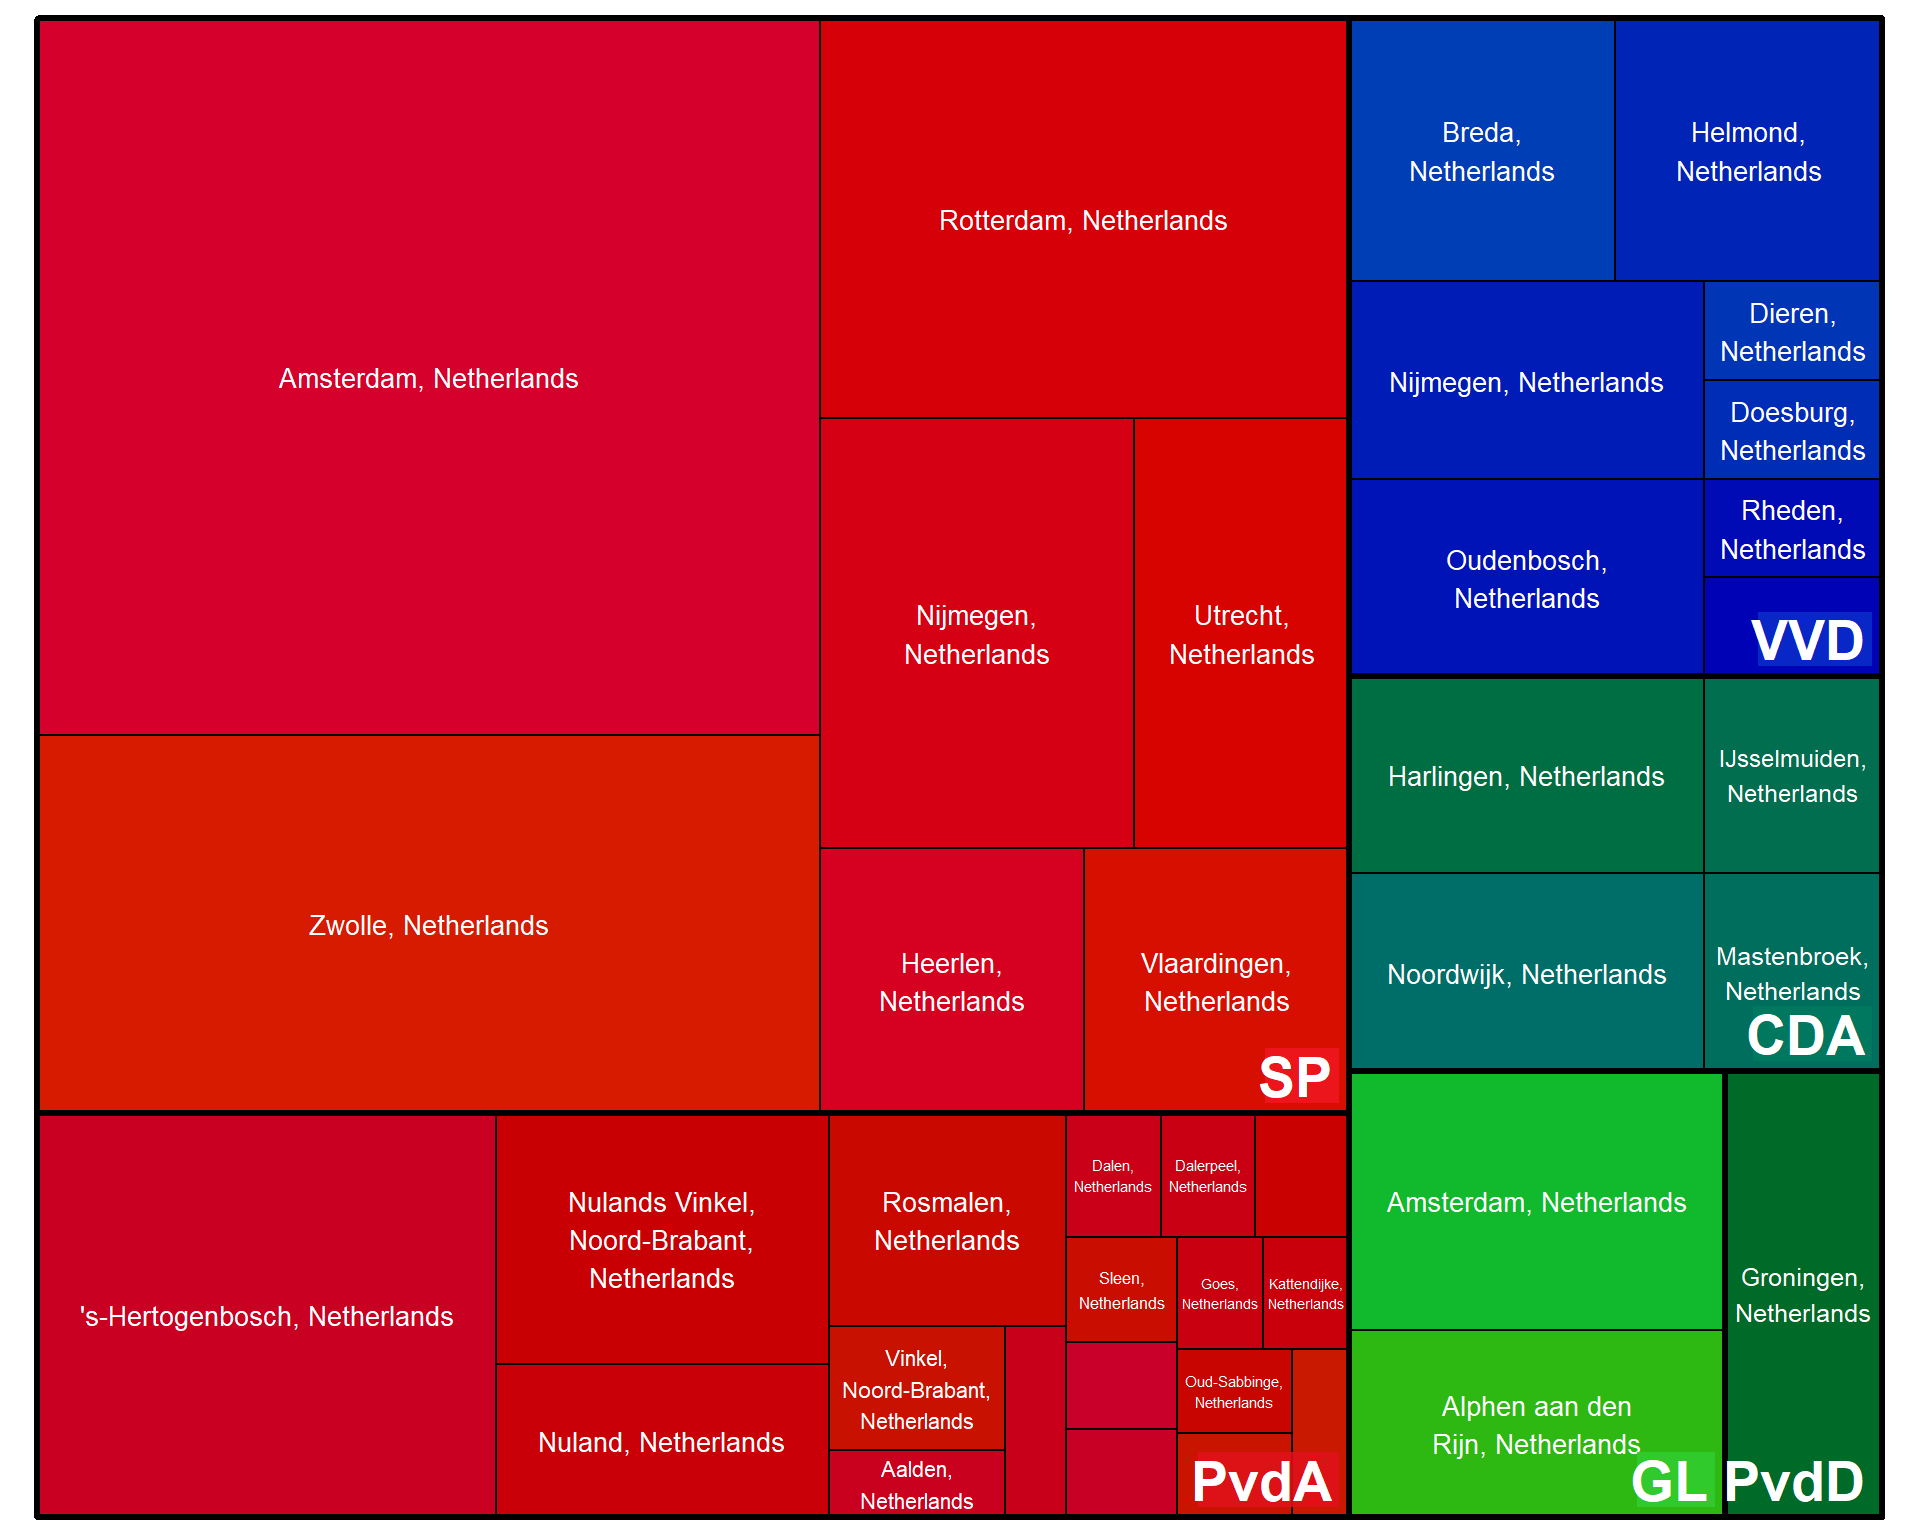 Amsterdam, Netherlands
Zwolle, Netherlands
Rotterdam, Netherlands
Nijmegen,
Netherlands
Utrecht,
Netherlands
Heerlen,
Netherlands
Vlaardingen,
Netherlands
SP
's-Hertogenbosch, Netherlands
Nulands Vinkel,
Noord-Brabant,
Netherlands
Nuland, Netherlands
Rosmalen,
Netherlands
Vinkel,
Noord-Brabant,
Netherlands
Aalden,
Netherlands
Dalen,
Netherlands
Dalerpeel,
Netherlands
Sleen,
Netherlands
Goes,
Netherlands
Kattendijke,
Netherlands
Oud-Sabbinge,
Netherlands
PvdA
Breda,
Netherlands
Helmond,
Netherlands
Nijmegen, Netherlands
Dieren,
Netherlands
Doesburg,
Netherlands
Oudenbosch,
Netherlands
Rheden,
Netherlands
VVD
Harlingen, Netherlands
IJsselmuiden,
Netherlands
Noordwijk, Netherlands
Mastenbroek,
Netherlands
CDA
Amsterdam, Netherlands
Alphen aan den
Rijn, Netherlands
GL
Groningen,
Netherlands
PvdD